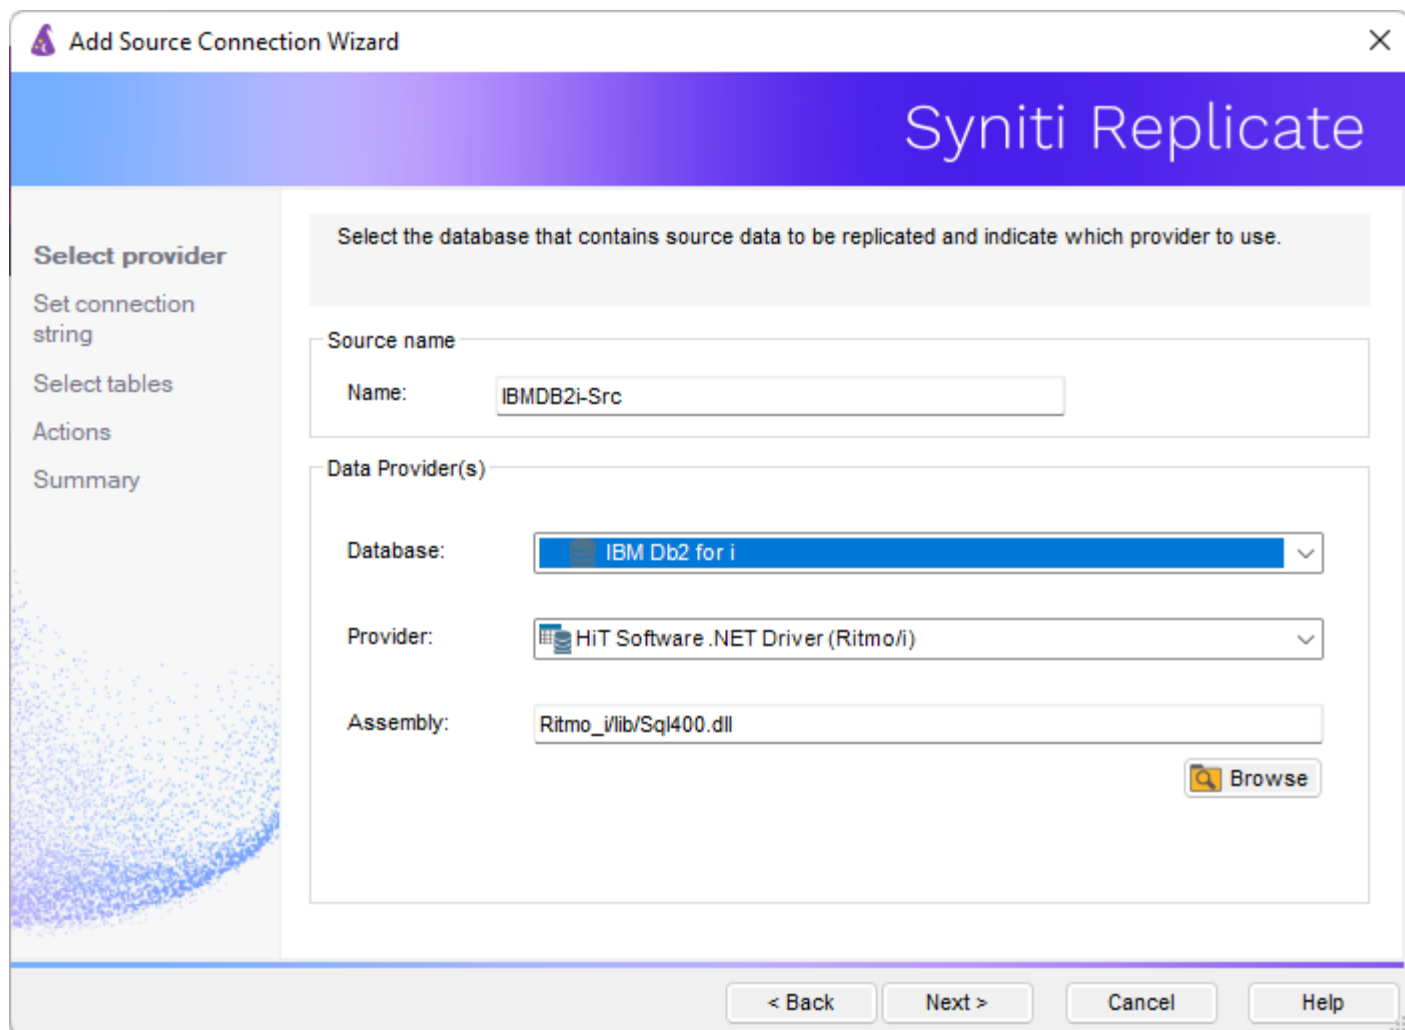 Add Source Connection Wizard
Syniti Replicate
Select provider
Set connection
string
Select tables
Actions
Summary
Select the database that contains source data to be replicated and indicate which provider to use.
Source name
Name:
IBMDB2i-Src
Data Provider(s)
Database:
IBM Db2 for i
Provider:
HiT Software .NET Driver (Ritmo/i)
Assembly:
Ritmo_i/lib/Sql400.dll
Browse
< Back
Next >
Cancel
Help